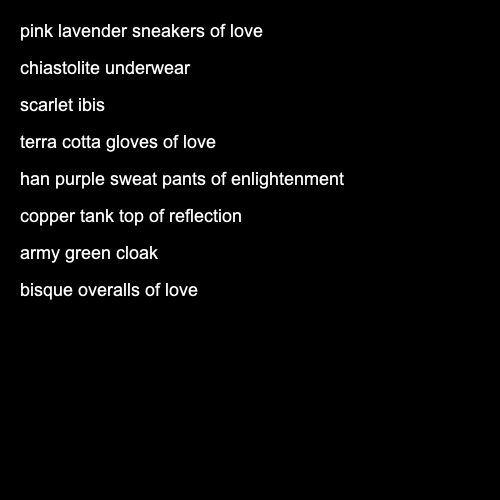 pink lavender sneakers of love
chiastolite underwear
scarlet ibis
terra cotta gloves of love
han purple sweat pants of enlightenment
copper tank top of reflection
army green cloak
bisque overalls of love